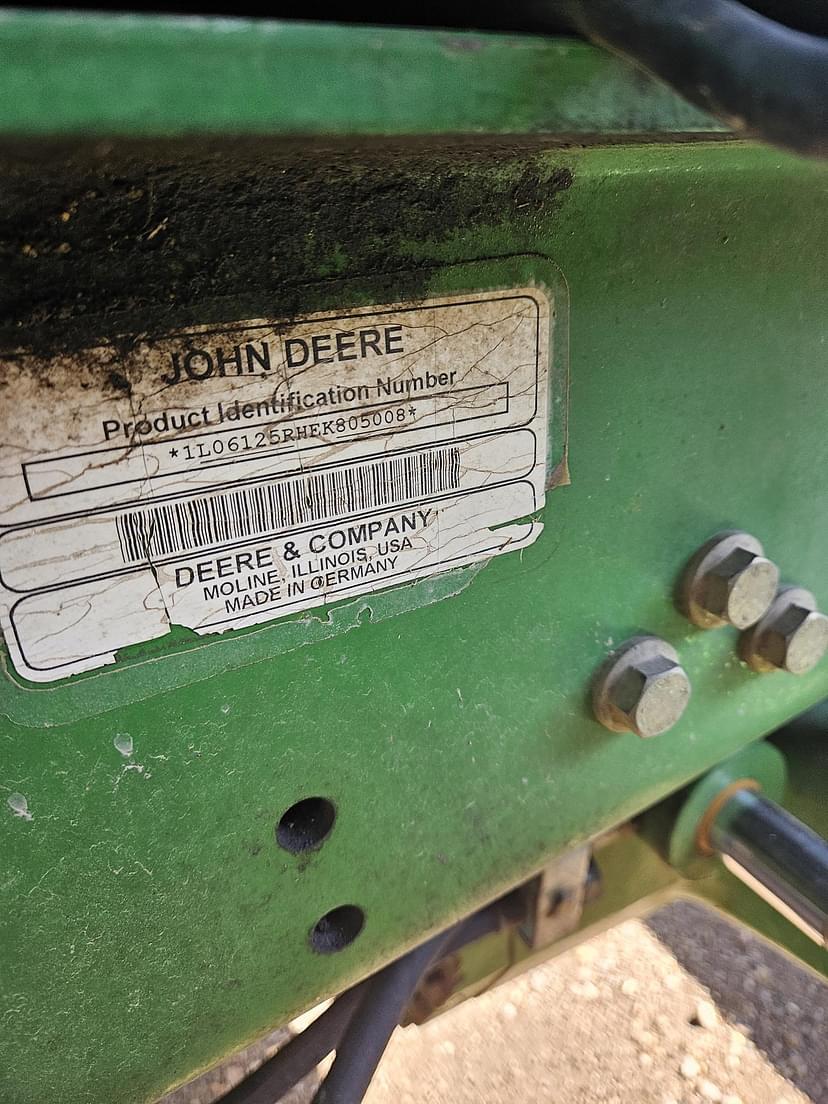 JOHN DEERE
Product Identification Number
*1L06125RHEK805008*
DEERE & COMPANY
MOLINE, ILLINOIS, USA
MADE IN GERMANY